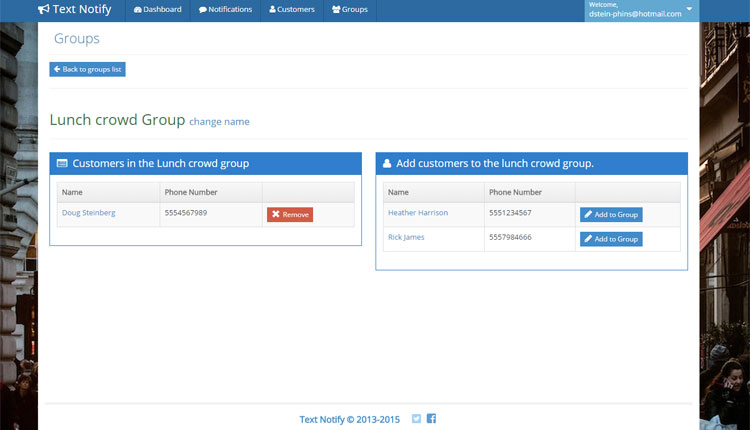 Text Notify Dashboard Notifications Customers Groups
Welcome,
dstein-phins@hotmail.com
Groups
Back to groups list
Lunch crowd Group change name
Customers in the Lunch crowd group
Name Phone Number
Doug Steinberg 5554567989 Remove
Add customers to the lunch crowd group.
Name Phone Number
Heather Harrison 5551234567 Add to Group
Rick James 5557984666 Add to Group
Text Notify © 2013-2015